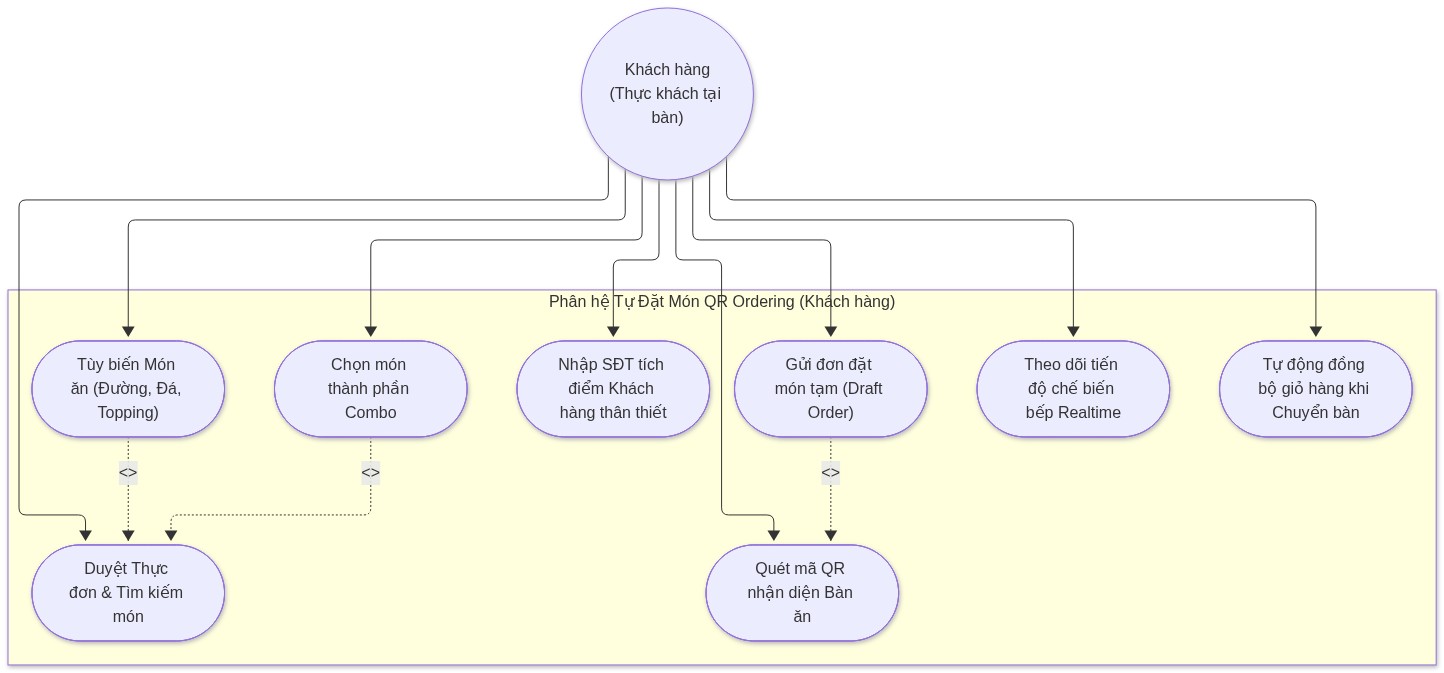 Khách hàng
(Thực khách tại
bàn)
Phân hệ Tự Đặt Món QR Ordering (Khách hàng)
Tùy biến Món
ăn (Đường, Đá,
Topping)
Chọn món
thành phần
Combo
Nhập SĐT tích
điểm Khách
hàng thân thiết
Gửi đơn đặt
món tạm (Draft
Order)
Theo dõi tiến
độ chế biến
bếp Realtime
Tự động đồng
bộ giỏ hàng khi
Chuyển bàn
<>
<>
<>
Duyệt Thực
đơn & Tìm kiếm
món
Quét mã QR
nhận diện Bàn
ăn